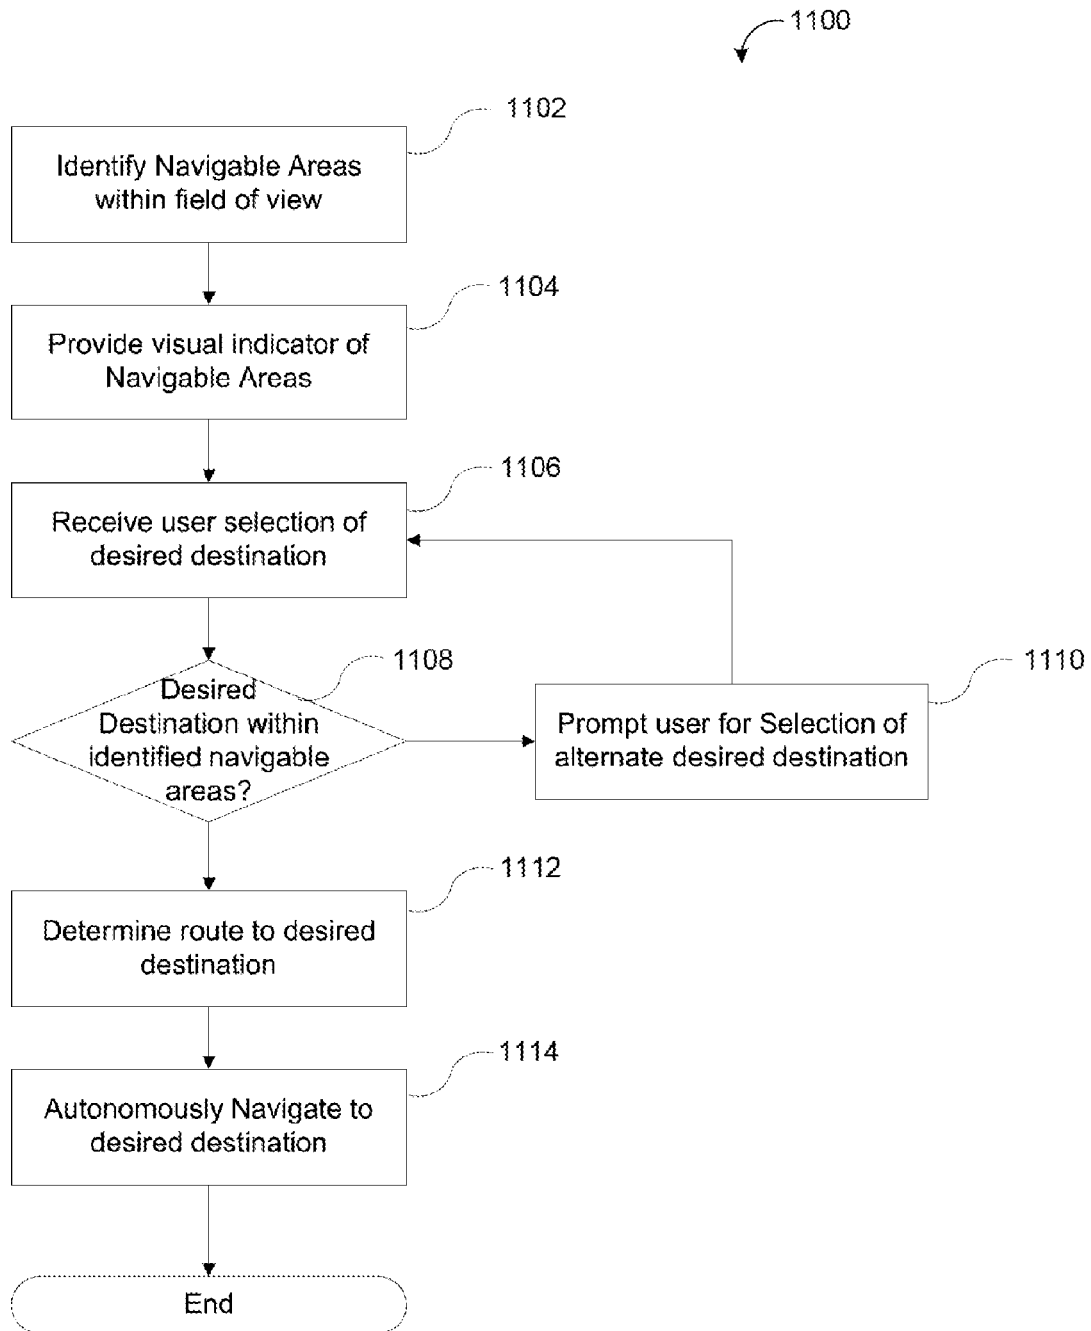 1100
1102
Identify Navigable Areas
within field of view
1104
Provide visual indicator of
Navigable Areas
1106
Receive user selection of
desired destination
1108
Desired
Destination within
identified navigable
areas?
1110
Prompt user for Selection of
alternate desired destination
1112
Determine route to desired
destination
1114
Autonomously Navigate to
desired destination
End